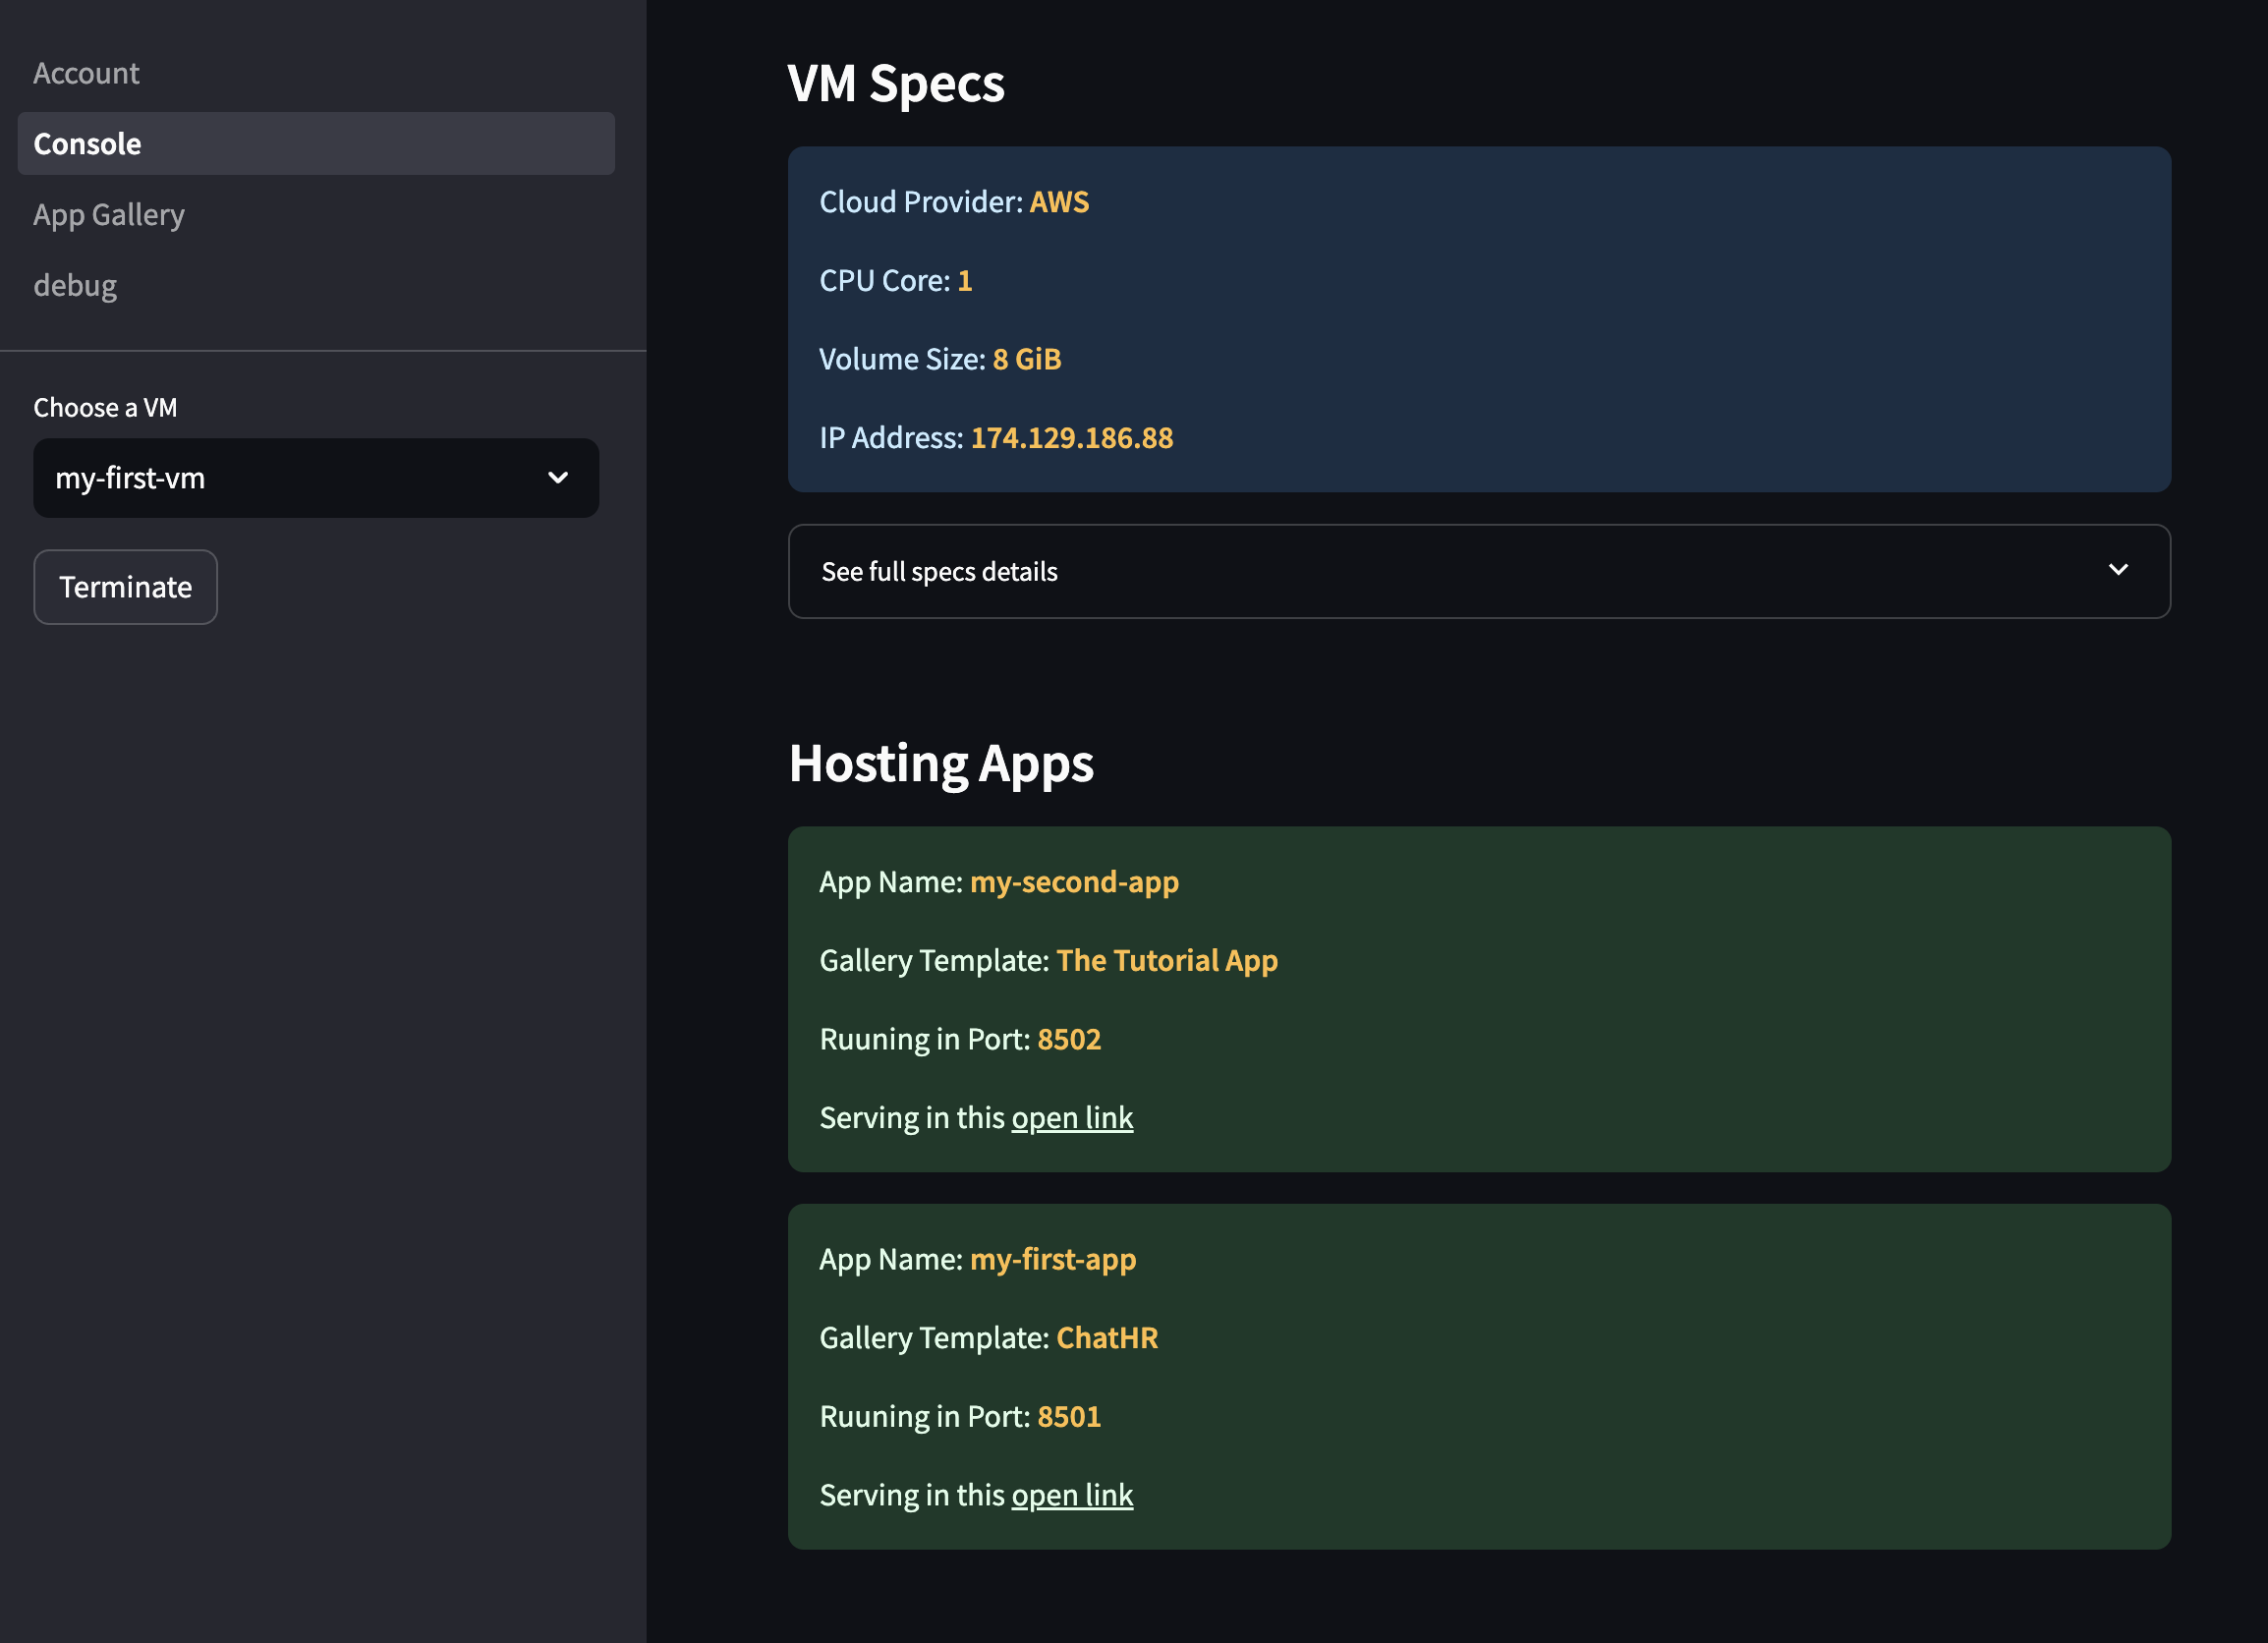 Account
Console
App Gallery
debug
Choose a VM
my-first-vm
Terminate
VM Specs
Cloud Provider: AWS
CPU Core: 1
Volume Size: 8 GiB
IP Address: 174.129.186.88
See full specs details
Hosting Apps
App Name: my-second-app
Gallery Template: The Tutorial App
Ruuning in Port: 8502
Serving in this open link
App Name: my-first-app
Gallery Template: ChatHR
Ruuning in Port: 8501
Serving in this open link